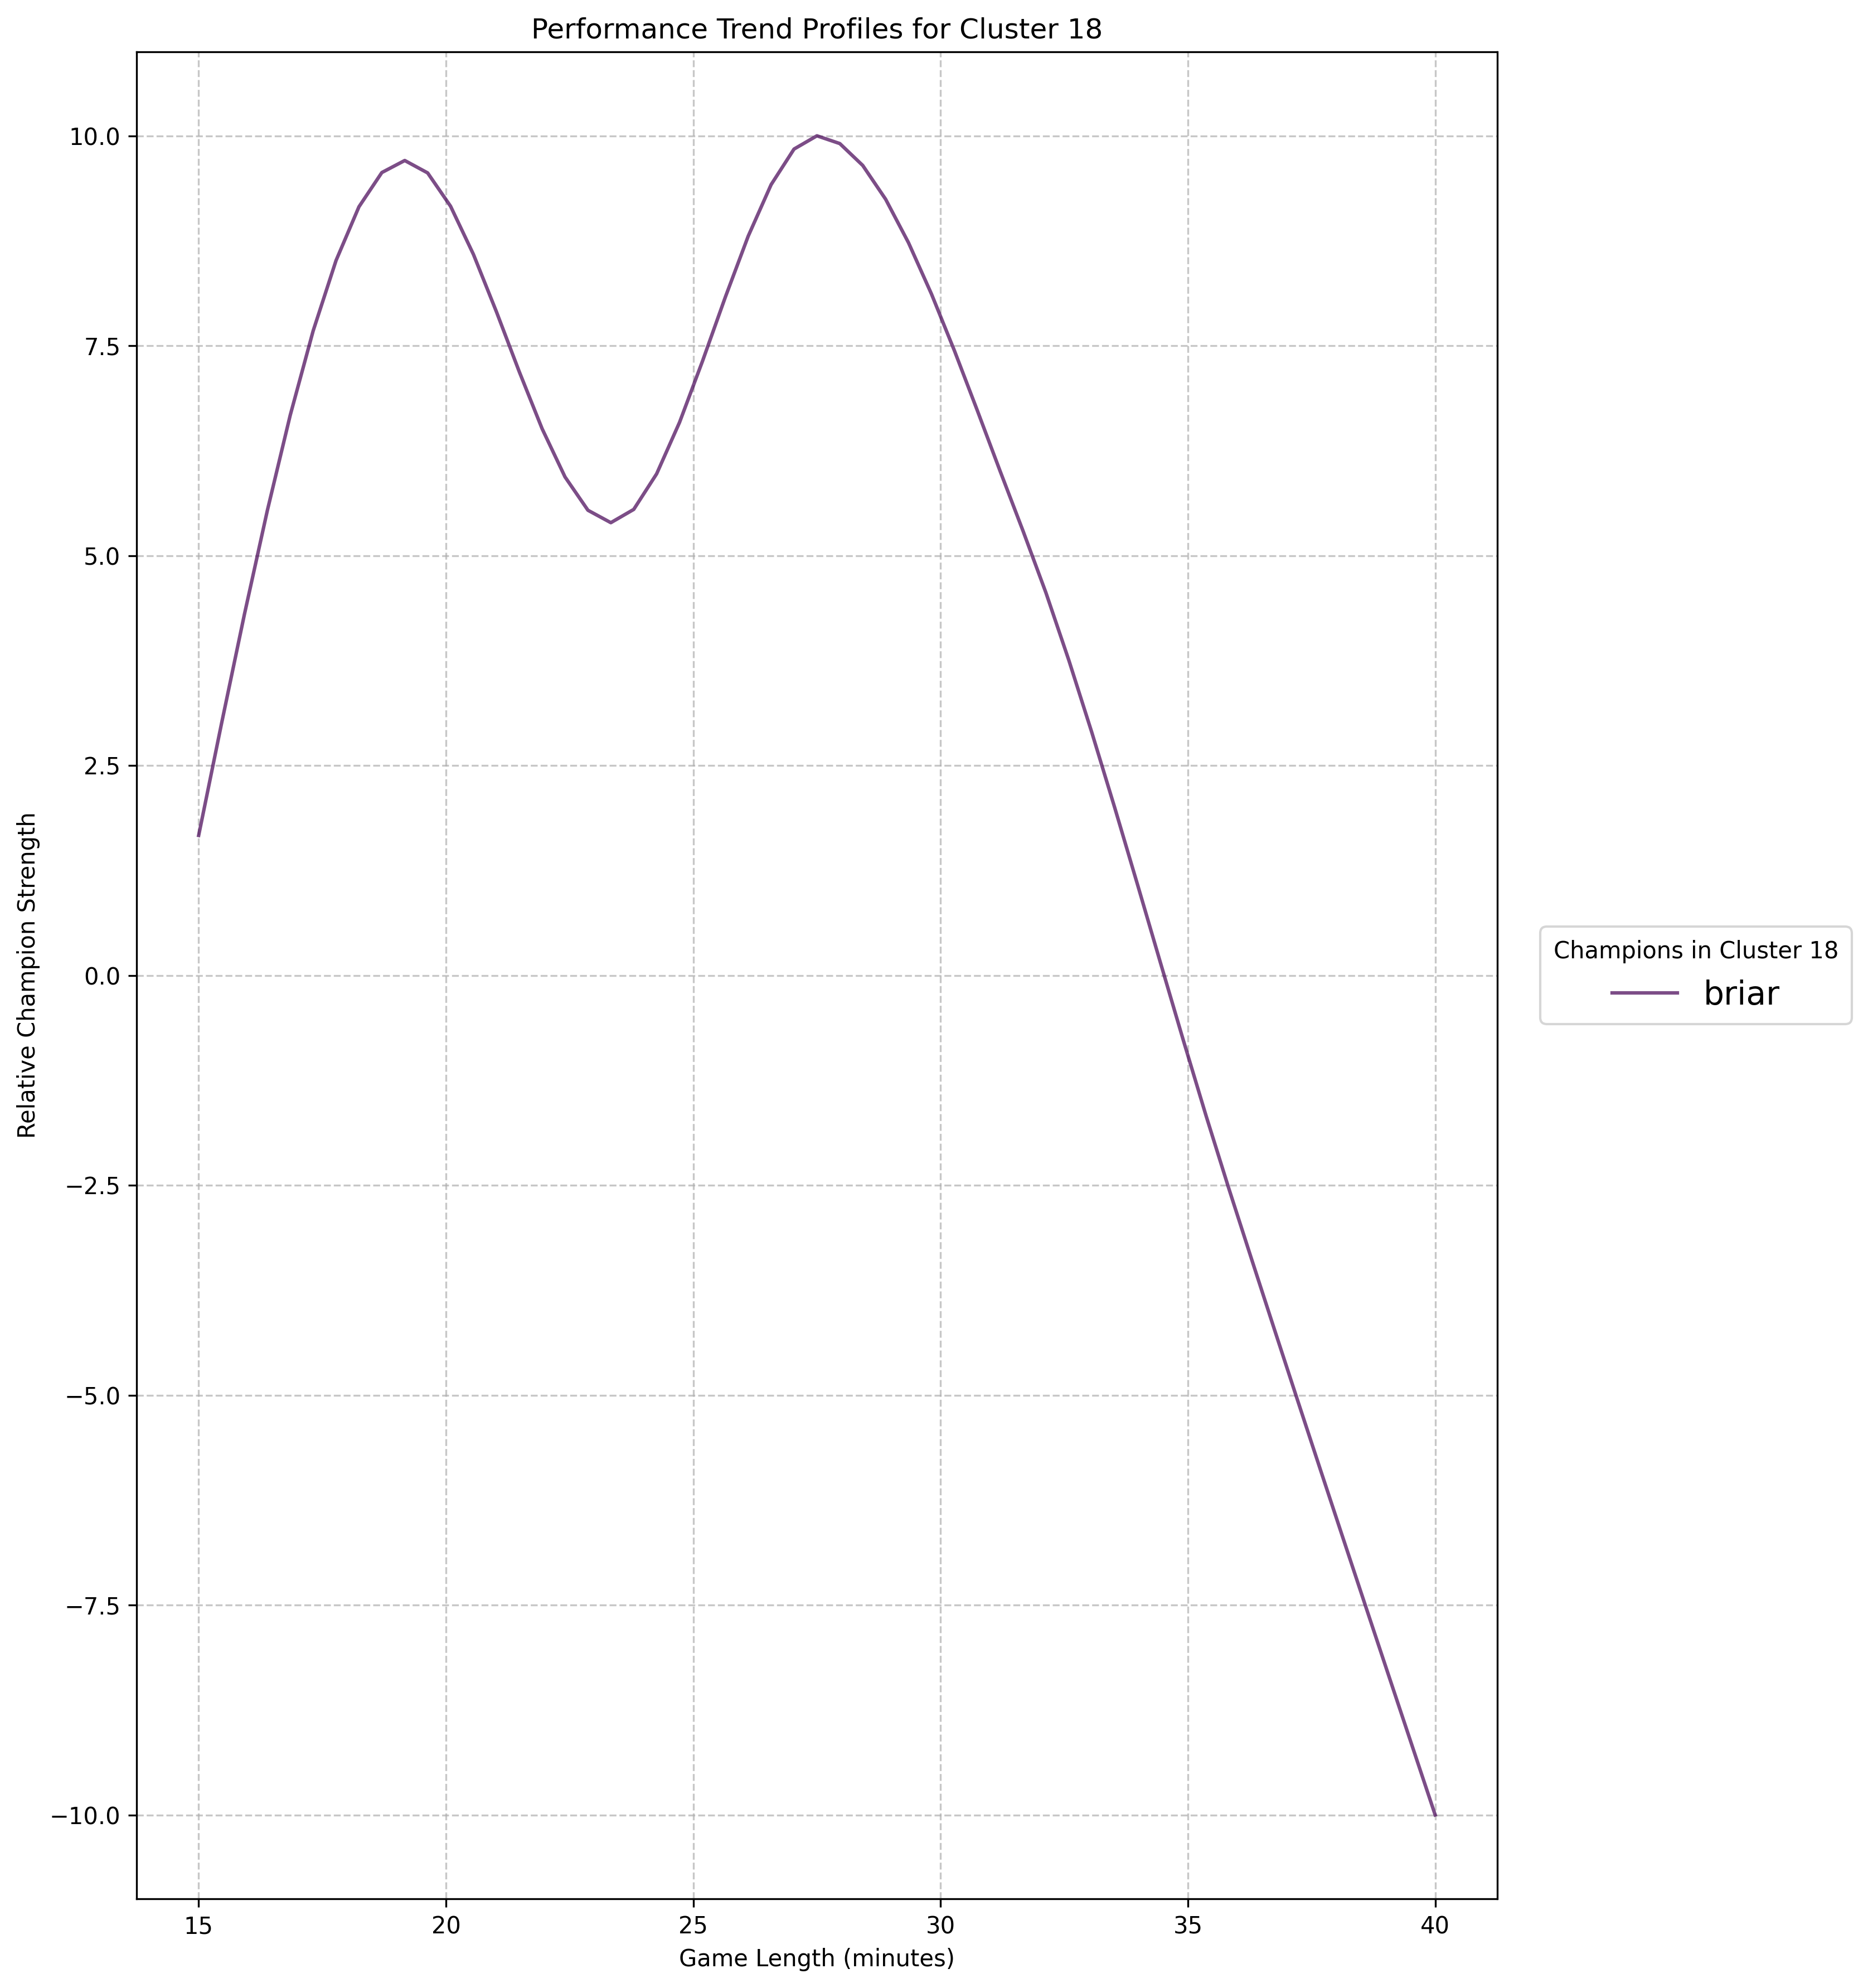 Performance Trend Profiles for Cluster 18
Relative Champion Strength
10.0
7.5
5.0
2.5
0.0
−2.5
−5.0
−7.5
−10.0
15 20 25 30 35 40
Game Length (minutes)
Champions in Cluster 18
briar